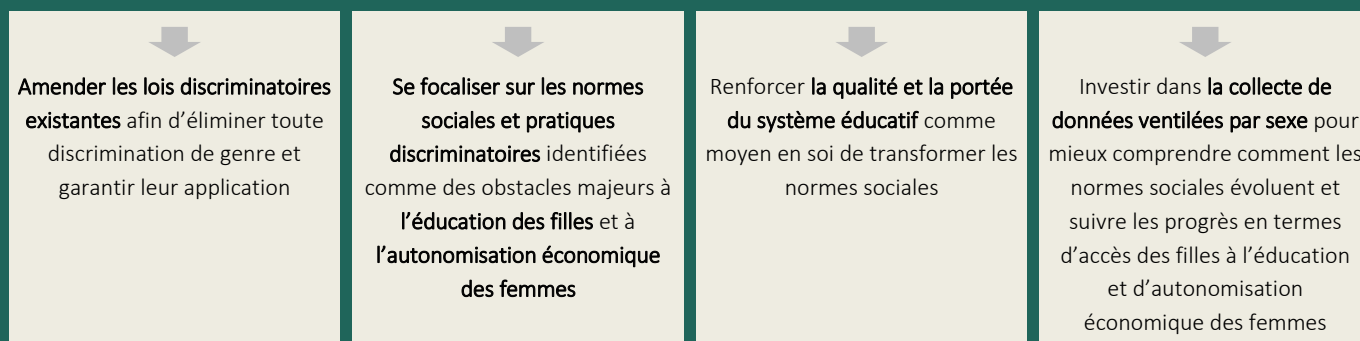 Amender les lois discriminatoires
existantes afin d’éliminer toute
discrimination de genre et
garantir leur application
Se focaliser sur les normes
sociales et pratiques
discriminatoires identifiées
comme des obstacles majeurs à
l’éducation des filles et à
l’autonomisation économique
des femmes
Renforcer la qualité et la portée
du système éducatif comme
moyen en soi de transformer les
normes sociales
Investir dans la collecte de
données ventilées par sexe pour
mieux comprendre comment les
normes sociales évoluent et
suivre les progrès en termes
d’accès des filles à l’éducation
et d’autonomisation
économique des femmes